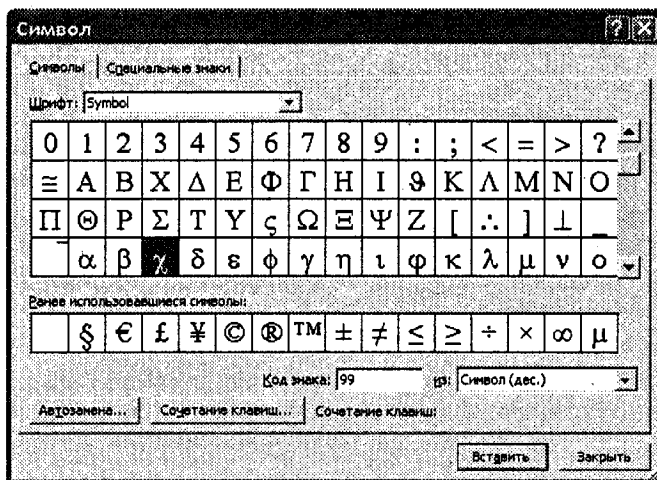 Символ
Символы Специальные знаки
Шрифт: Symbol
0 1 2 3 4 5 6 7 8 9 : ; < = > ?
≅ Α Β Χ Δ Ε Φ Γ Η Ι ϑ Κ Λ Μ Ν Ο
Π Θ Ρ Σ Τ Υ ς Ω Ξ Ψ Ζ [ ∴ ] ⊥ _
‾ α β χ δ ε φ γ η ι ϕ κ λ μ ν ο
Ранее использовавшиеся символы:
§ € £ ¥ © ® ™ ± ≠ ≤ ≥ ÷ × ∞ µ
Код знака: 99 из: Символ (дес.)
Автозамена... Сочетание клавиш... Сочетание клавиш:
Вставить Закрыть